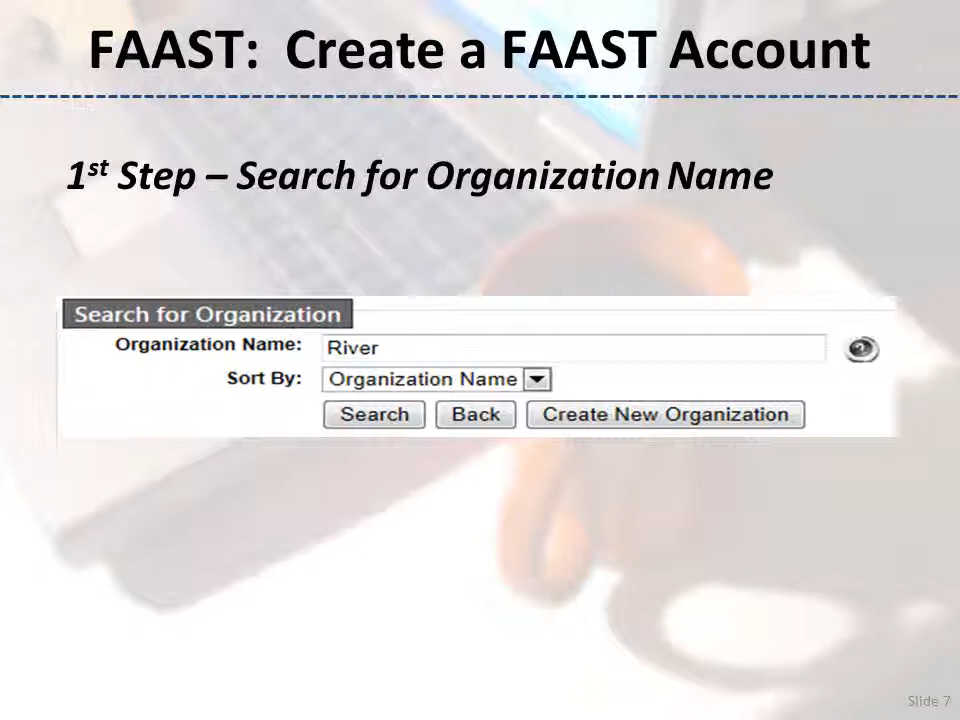 FAAST: Create a FAAST Account
1st Step – Search for Organization Name
Search for Organization
Organization Name: River
Sort By: Organization Name
Search Back Create New Organization
Slide 7